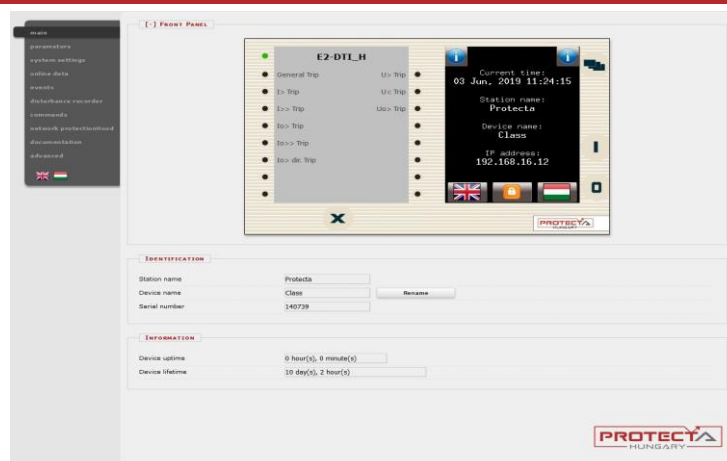 [-] Front Panel
main
parameters
system settings
online data
events
disturbance recorder
commands
documentation
advanced
E2-DTI_H
General Trip
I> Trip
I>> Trip
Io> Trip
Io>> Trip
Io> dir. Trip
U> Trip
U< Trip
Uo> Trip
X
Current time:
03 Jun, 2019 11:24:15
Station name:
Protecta
Device name:
Class
IP address:
192.168.16.12
I
O
PROTECTA
HUNGARY
Identification
Station name Protecta
Device name Class Rename
Serial number 140739
Information
Device uptime 0 hour(s), 0 minute(s)
Device lifetime 10 day(s), 2 hour(s)
PROTECTA
HUNGARY